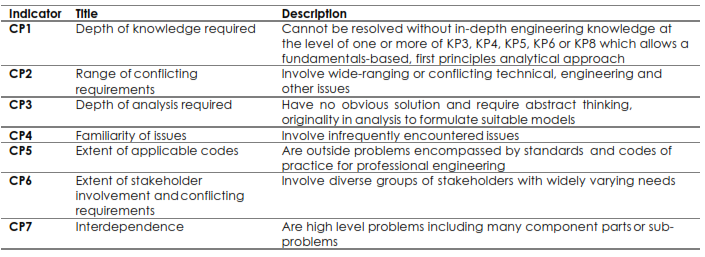 Indicator Title Description
CP1 Depth of knowledge required Cannot be resolved without in-depth engineering knowledge at
the level of one or more of KP3, KP4, KP5, KP6 or KP8 which allows a
fundamentals-based, first principles analytical approach
CP2 Range of conflicting Involve wide-ranging or conflicting technical, engineering and
requirements other issues
CP3 Depth of analysis required Have no obvious solution and require abstract thinking,
originality in analysis to formulate suitable models
CP4 Familiarity of issues Involve infrequently encountered issues
CP5 Extent of applicable codes Are outside problems encompassed by standards and codes of
practice for professional engineering
CP6 Extent of stakeholder Involve diverse groups of stakeholders with widely varying needs
involvement and conflicting
requirements
CP7 Interdependence Are high level problems including many component parts or sub-
problems